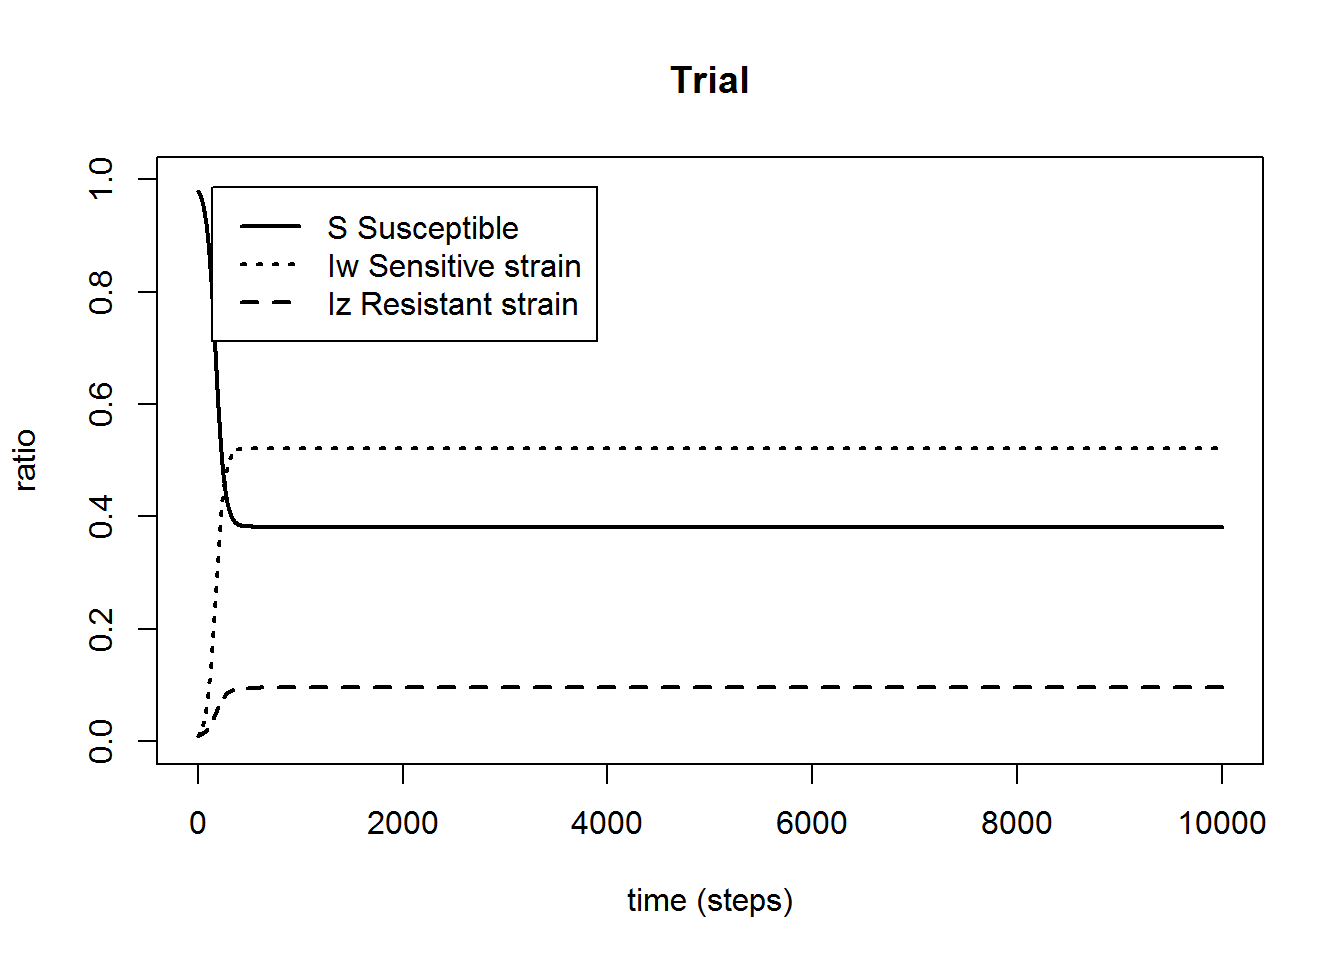 Trial
1.0
0.8
0.6
0.4
0.2
0.0
ratio
S Susceptible
Iw Sensitive strain
Iz Resistant strain
0 2000 4000 6000 8000 10000
time (steps)